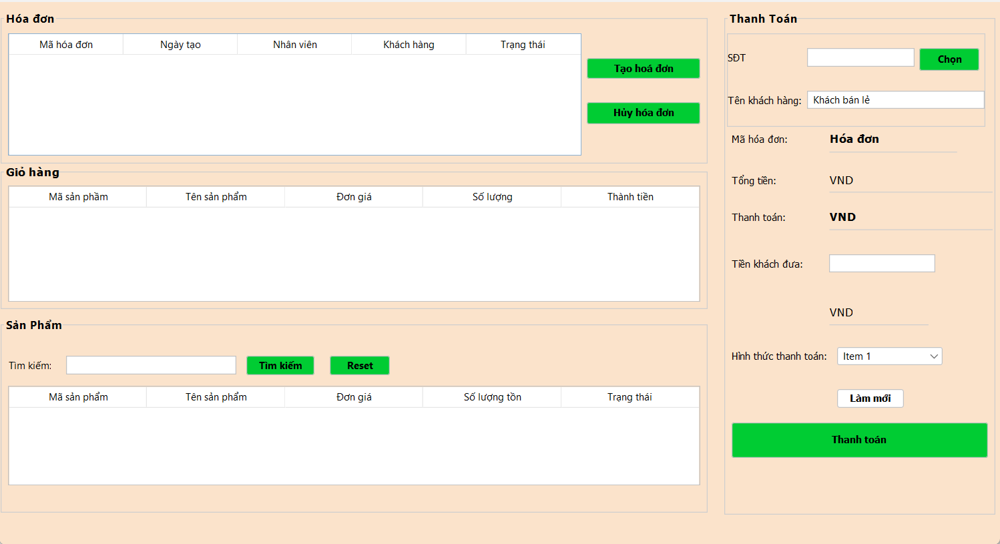 Hóa đơn
Mã hóa đơn Ngày tạo Nhân viên Khách hàng Trạng thái
Tạo hoá đơn
Hủy hóa đơn
Giỏ hàng
Mã sản phầm Tên sản phẩm Đơn giá Số lượng Thành tiền
Sản Phẩm
Tìm kiếm: Tìm kiếm Reset
Mã sản phẩm Tên sản phẩm Đơn giá Số lượng tồn Trạng thái
Thanh Toán
SĐT Chọn
Tên khách hàng: Khách bán lẻ
Mã hóa đơn: Hóa đơn
Tổng tiền: VND
Thanh toán: VND
Tiền khách đưa:
VND
Hình thức thanh toán: Item 1
Làm mới
Thanh toán